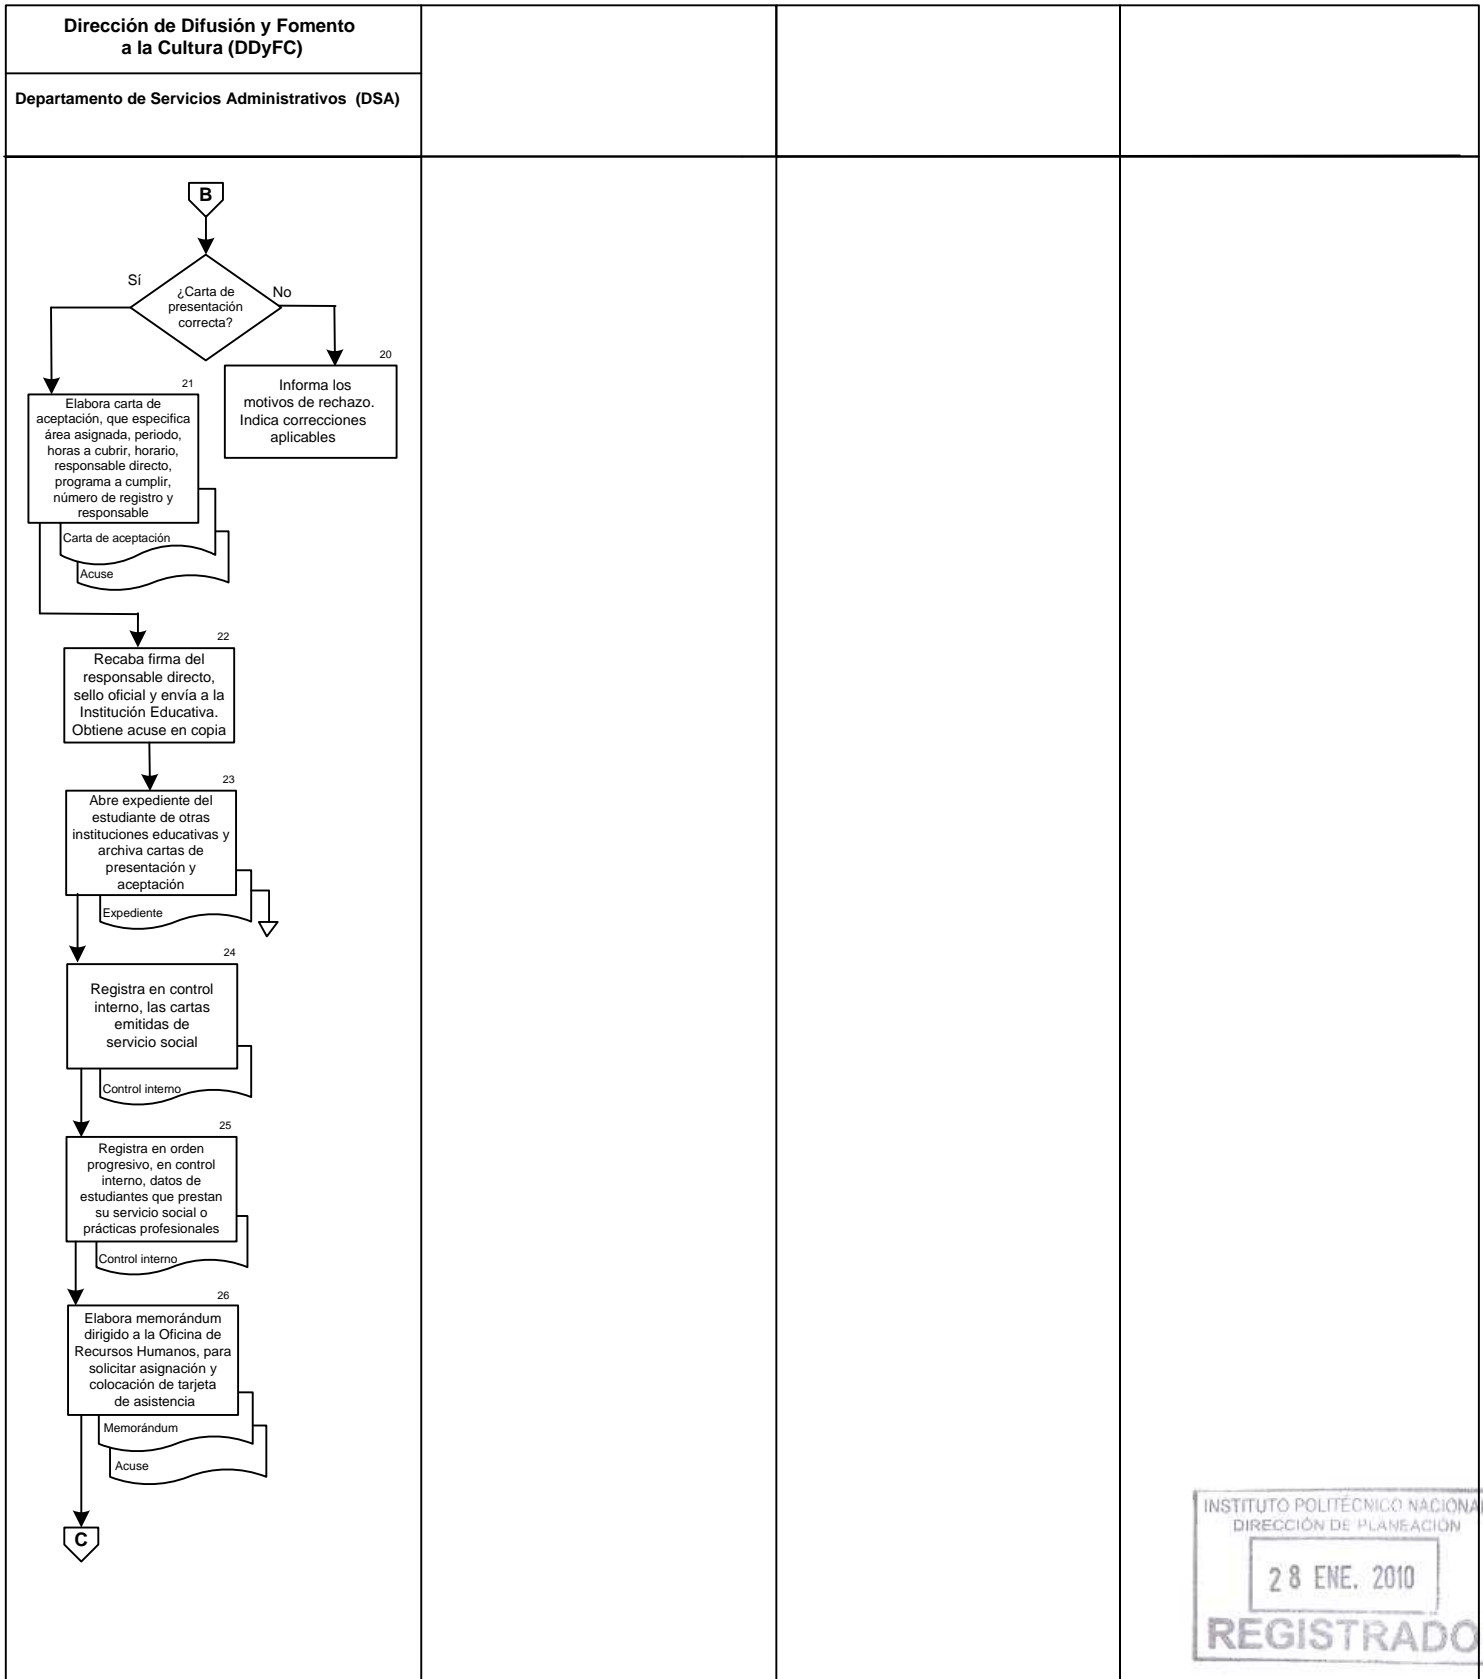 Dirección de Difusión y Fomento
a la Cultura (DDyFC)
Departamento de Servicios Administrativos (DSA)
B
Sí
¿Carta de
presentación
correcta?
No
20
Informa los
motivos de rechazo.
Indica correcciones
aplicables
21
Elabora carta de
aceptación, que especifica
área asignada, periodo,
horas a cubrir, horario,
responsable directo,
programa a cumplir,
número de registro y
responsable
Carta de aceptación
Acuse
22
Recaba firma del
responsable directo,
sello oficial y envía a la
Institución Educativa.
Obtiene acuse en copia
23
Abre expediente del
estudiante de otras
instituciones educativas y
archiva cartas de
presentación y
aceptación
Expediente
24
Registra en control
interno, las cartas
emitidas de
servicio social
Control interno
25
Registra en orden
progresivo, en control
interno, datos de
estudiantes que prestan
su servicio social o
prácticas profesionales
Control interno
26
Elabora memorándum
dirigido a la Oficina de
Recursos Humanos, para
solicitar asignación y
colocación de tarjeta
de asistencia
Memorándum
Acuse
C
INSTITUTO POLITÉCNICO NACIONAL
DIRECCIÓN DE PLANEACIÓN
28 ENE. 2010
REGISTRADO